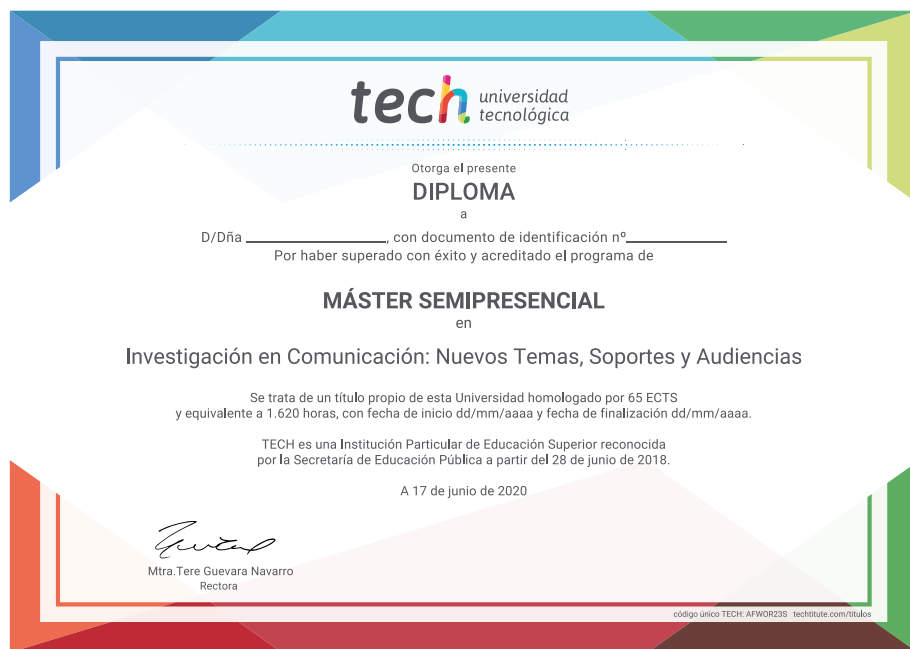 tech universidad
tecnológica
Otorga el presente
DIPLOMA
a
D/Dña ____________, con documento de identificación nº_________
Por haber superado con éxito y acreditado el programa de
MÁSTER SEMIPRESENCIAL
en
Investigación en Comunicación: Nuevos Temas, Soportes y Audiencias
Se trata de un título propio de esta Universidad homologado por 65 ECTS
y equivalente a 1.620 horas, con fecha de inicio dd/mm/aaaa y fecha de finalización dd/mm/aaaa.
TECH es una Institución Particular de Educación Superior reconocida
por la Secretaría de Educación Pública a partir del 28 de junio de 2018.
A 17 de junio de 2020
Mtra.Tere Guevara Navarro
Rectora
código único TECH: AFWOR23S techtitute.com/titulos